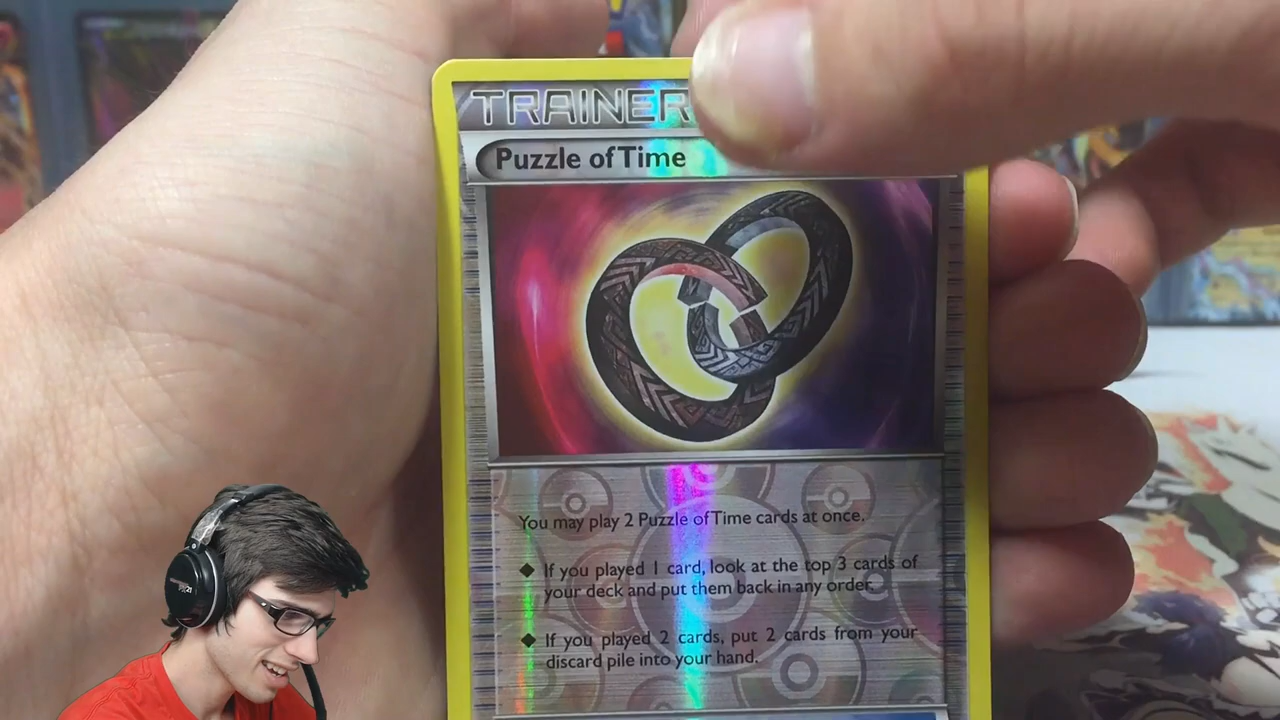 TRAINER
Puzzle of Time
You may play 2 Puzzle of Time cards at once.
◆ If you played 1 card, look at the top 3 cards of
your deck and put them back in any order.
◆ If you played 2 cards, put 2 cards from your
discard pile into your hand.